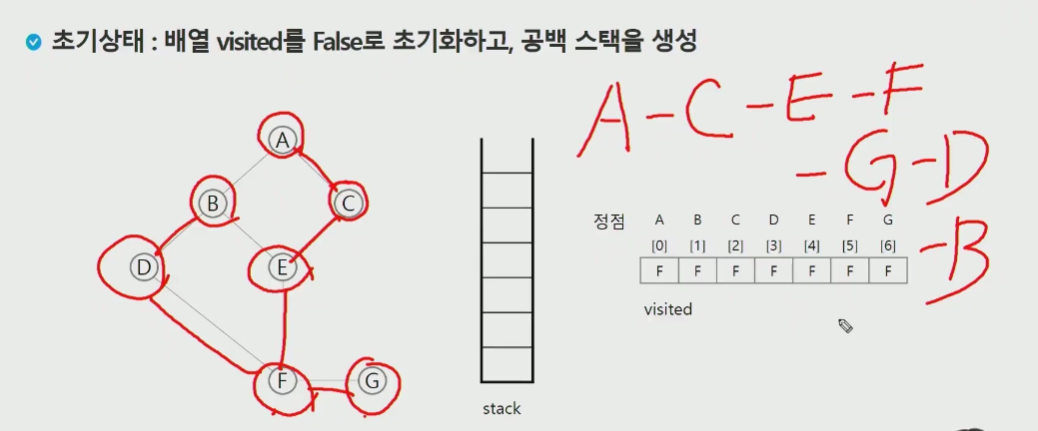 초기상태 : 배열 visited를 False로 초기화하고, 공백 스택을 생성
A-C-E-F
-G-D
-B
A
B
C
D
E
F
G
stack
정점 A B C D E F G
[0] [1] [2] [3] [4] [5] [6]
F F F F F F F
visited